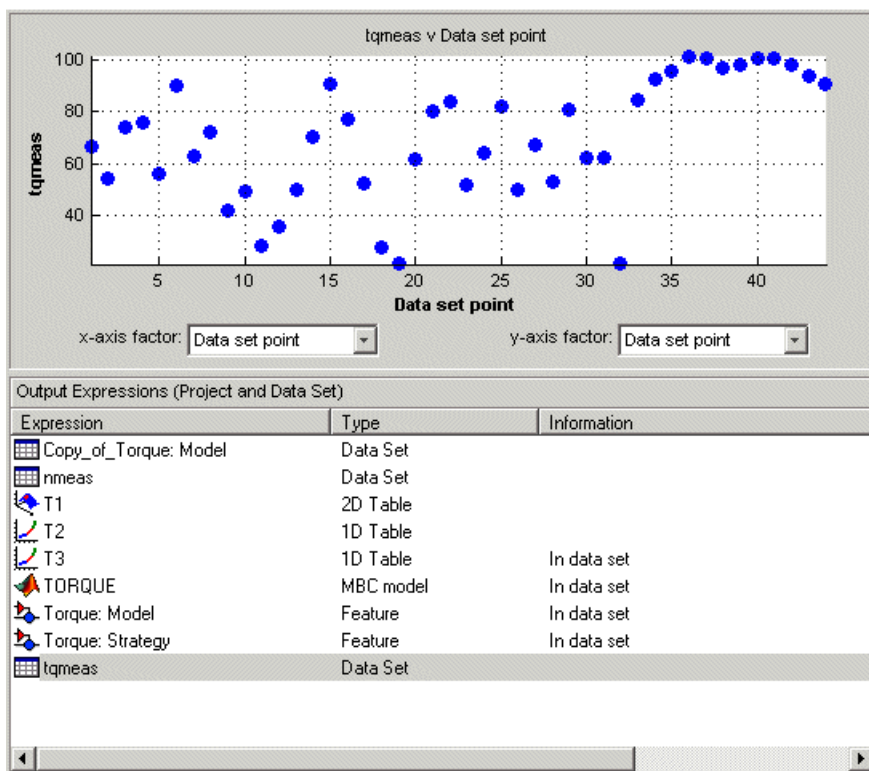 tqmeas v Data set point
100
80
60
40
tqmeas
5 10 15 20 25 30 35 40
Data set point
x-axis factor: Data set point y-axis factor: Data set point
Output Expressions (Project and Data Set)
Expression Type Information
Copy_of_Torque: Model Data Set
nmeas Data Set
T1 2D Table
T2 1D Table
T3 1D Table In data set
TORQUE MBC model In data set
Torque: Model Feature In data set
Torque: Strategy Feature In data set
tqmeas Data Set